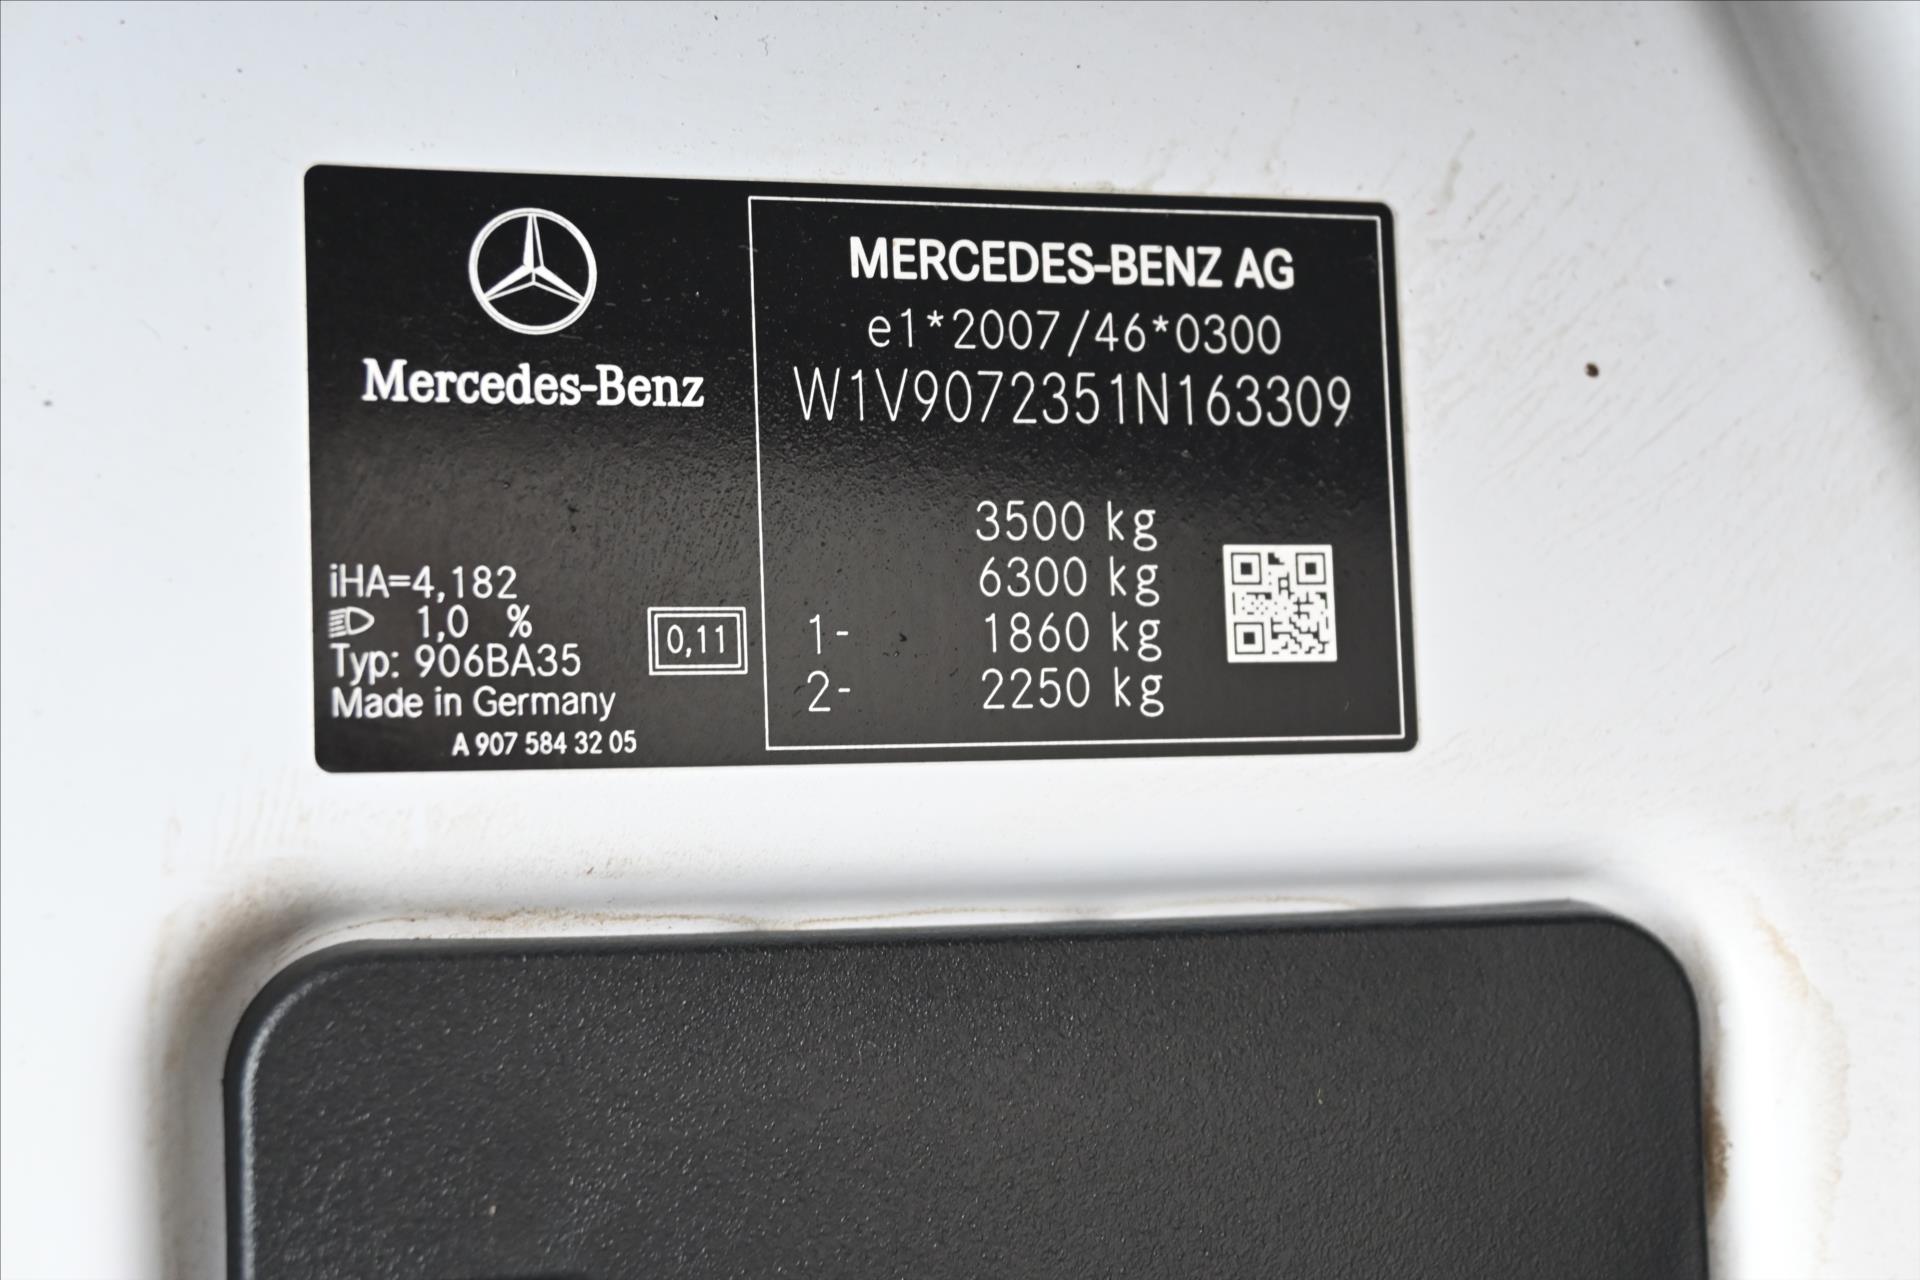 Mercedes-Benz
iHA=4,182
1,0 %
Typ: 906BA35
Made in Germany
A 907 584 32 05
0,11
MERCEDES-BENZ AG
e1*2007/46*0300
W1V9072351N163309
3500 kg
6300 kg
1- 1860 kg
2- 2250 kg